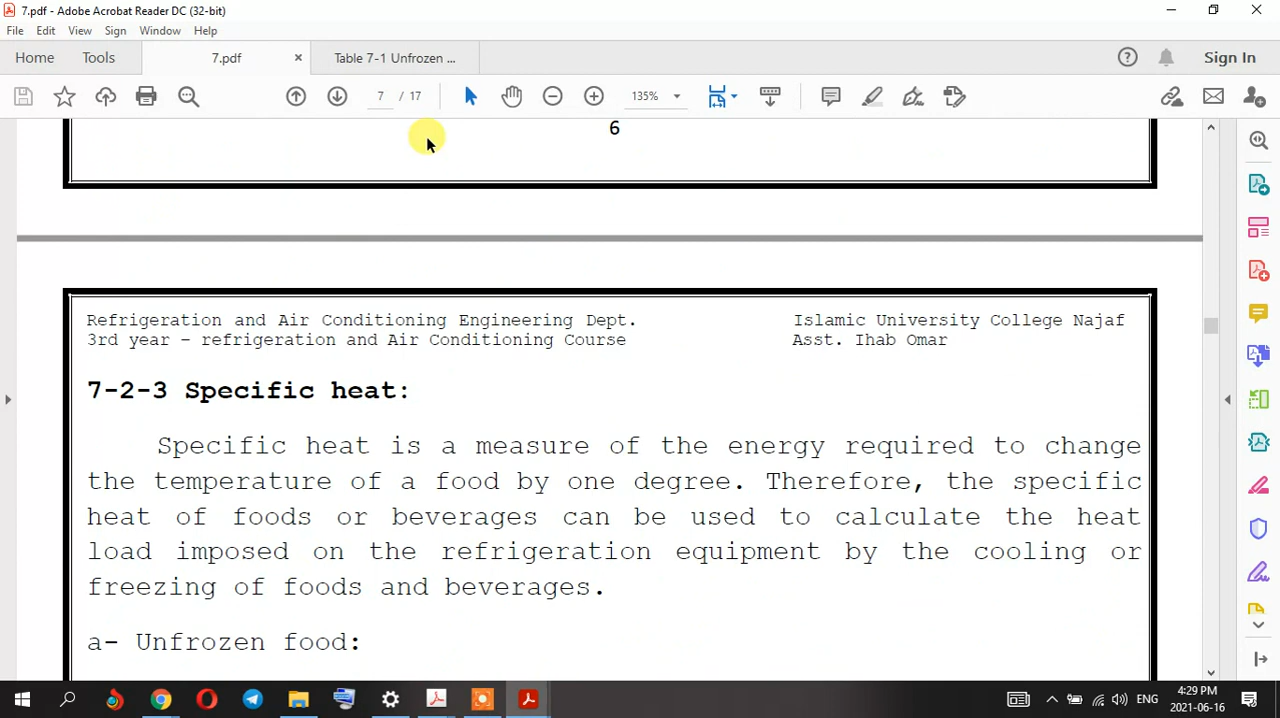 7.pdf - Adobe Acrobat Reader DC (32-bit)
File Edit View Sign Window Help
Home Tools 7.pdf × Table 7-1 Unfrozen ... Sign In
7 / 17 135%
6
Refrigeration and Air Conditioning Engineering Dept. Islamic University College Najaf
3rd year - refrigeration and Air Conditioning Course Asst. Ihab Omar
7-2-3 Specific heat:
Specific heat is a measure of the energy required to change
the temperature of a food by one degree. Therefore, the specific
heat of foods or beverages can be used to calculate the heat
load imposed on the refrigeration equipment by the cooling or
freezing of foods and beverages.
a- Unfrozen food:
ENG 4:29 PM
2021-06-16